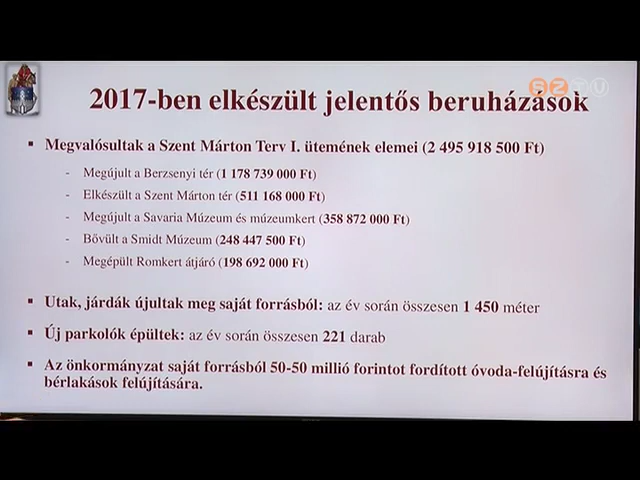 SZTV
2017-ben elkészült jelentős beruházások
▪ Megvalósultak a Szent Márton Terv I. ütemének elemei (2 495 918 500 Ft)
- Megújult a Berzsenyi tér (1 178 739 000 Ft)
- Elkészült a Szent Márton tér (511 168 000 Ft)
- Megújult a Savaria Múzeum és múzeumkert (358 872 000 Ft)
- Bővült a Smidt Múzeum (248 447 500 Ft)
- Megépült Romkert átjáró (198 692 000 Ft)
▪ Utak, járdák újultak meg saját forrásból: az év során összesen 1 450 méter
▪ Új parkolók épültek: az év során összesen 221 darab
▪ Az önkormányzat saját forrásból 50-50 millió forintot fordított óvoda-felújításra és
bérlakások felújítására.